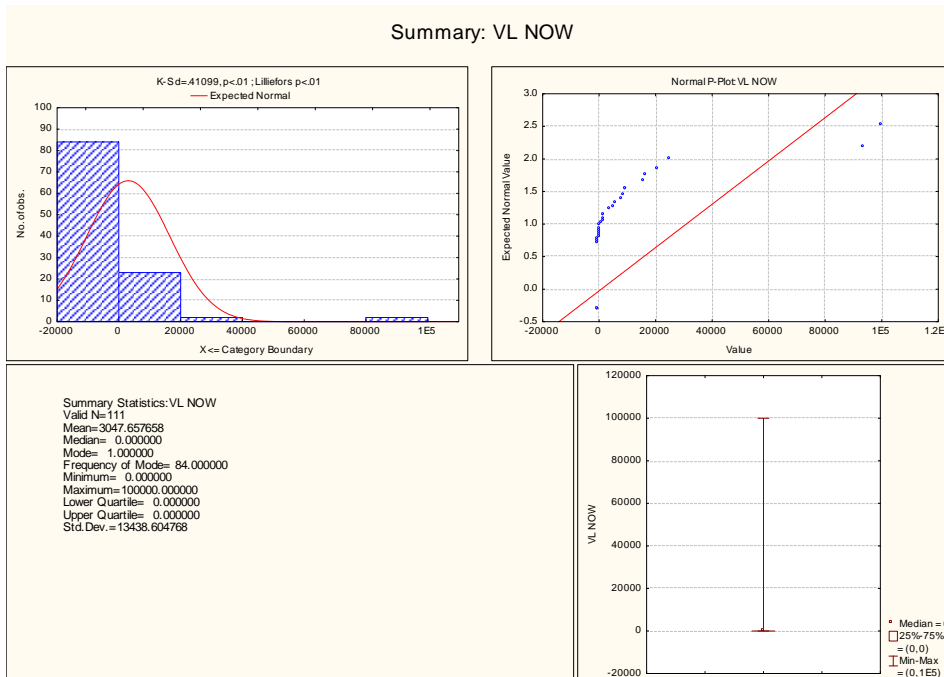 Summary: VL NOW
K-S d=.41099, p<.01 ; Lilliefors p<.01
Expected Normal
100
90
80
70
60
50
40
30
20
10
0
No. of obs.
-20000 0 20000 40000 60000 80000 1E5
X <= Category Boundary
Normal P-Plot: VL NOW
3.0
2.5
2.0
1.5
1.0
0.5
0.0
-0.5
Expected Normal Value
-20000 0 20000 40000 60000 80000 1E5 1.2E
Value
Summary Statistics:VL NOW
Valid N=111
Mean=3047.657658
Median= 0.000000
Mode= 1.000000
Frequency of Mode= 84.000000
Minimum= 0.000000
Maximum=100000.000000
Lower Quartile= 0.000000
Upper Quartile= 0.000000
Std.Dev.=13438.604768
120000
100000
80000
60000
40000
20000
0
-20000
VL NOW
Median =
25%-75%
= (0,0)
Min-Max
= (0,1E5)